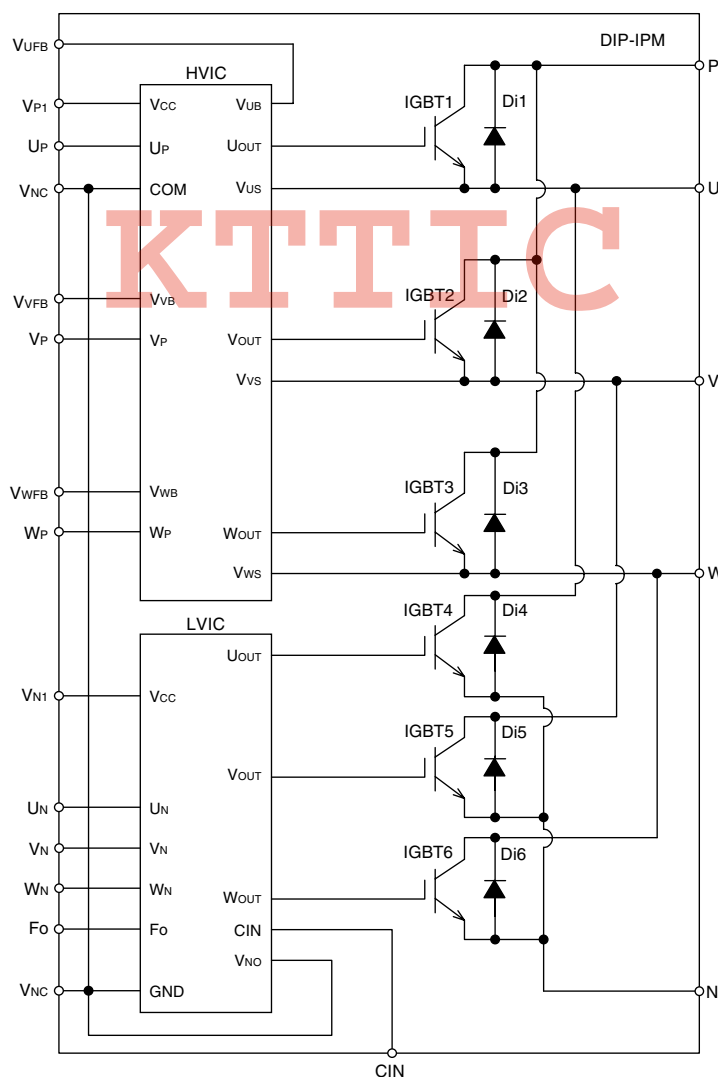 DIP-IPM
VUFB
HVIC
P
VP1
VCC
VUB
IGBT1
Di1
UP
UP
UOUT
VNC
COM
VUS
U
KTTIC
VVFB
VVB
IGBT2
Di2
VP
VP
VOUT
VVS
V
IGBT3
Di3
VWFB
VWB
WP
WP
WOUT
VWS
W
LVIC
IGBT4
Di4
UOUT
VN1
VCC
IGBT5
Di5
VOUT
UN
UN
VN
VN
IGBT6
Di6
WN
WN
WOUT
Fo
Fo
CIN
VNO
VNC
GND
N
CIN